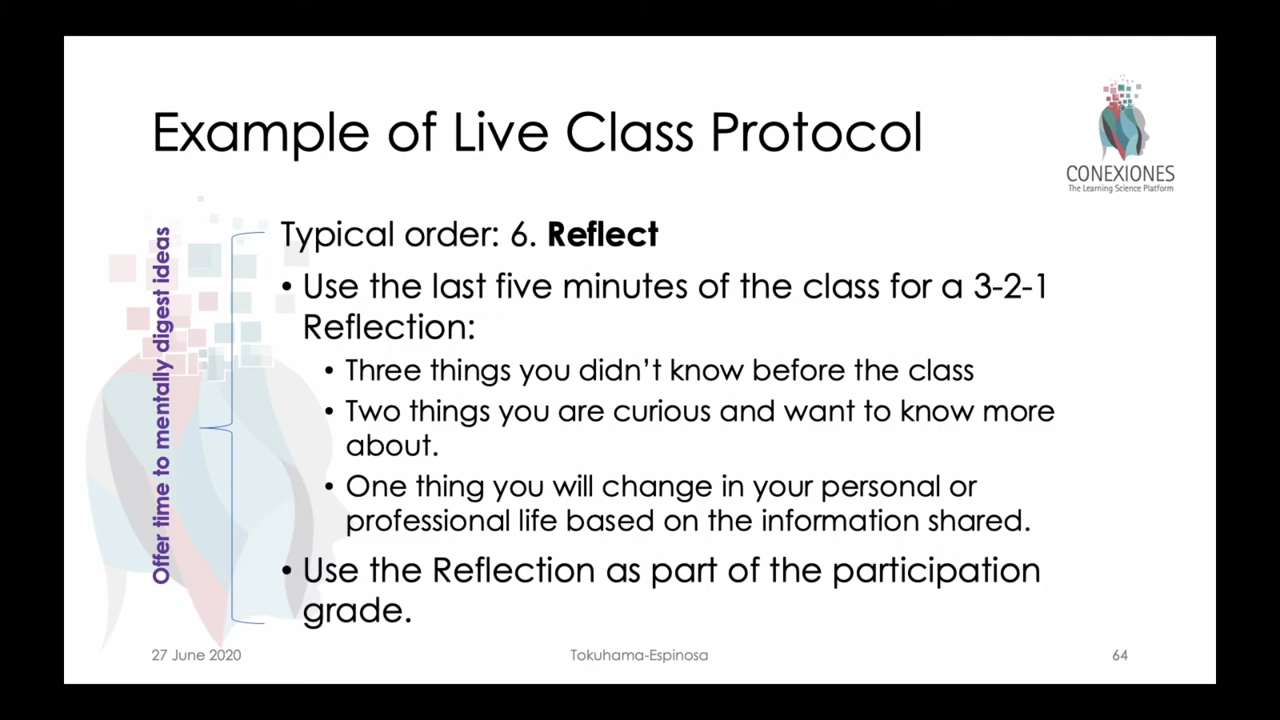 Example of Live Class Protocol
CONEXIONES
The Learning Science Platform
Offer time to mentally digest ideas
Typical order: 6. Reflect
• Use the last five minutes of the class for a 3-2-1
Reflection:
• Three things you didn't know before the class
• Two things you are curious and want to know more
about.
• One thing you will change in your personal or
professional life based on the information shared.
• Use the Reflection as part of the participation
grade.
27 June 2020
Tokuhama-Espinosa
64